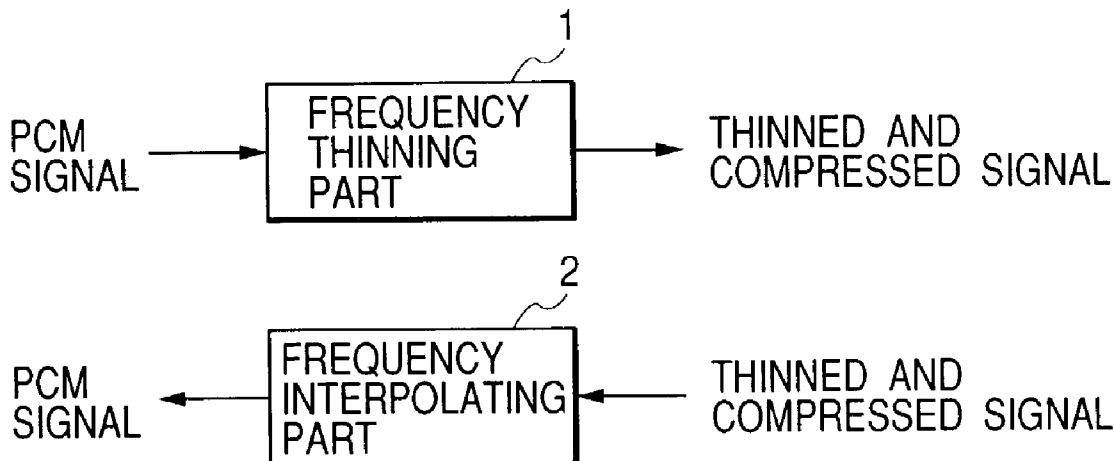 1
PCM
SIGNAL
FREQUENCY
THINNING
PART
THINNED AND
COMPRESSED SIGNAL
2
PCM
SIGNAL
FREQUENCY
INTERPOLATING
PART
THINNED AND
COMPRESSED SIGNAL